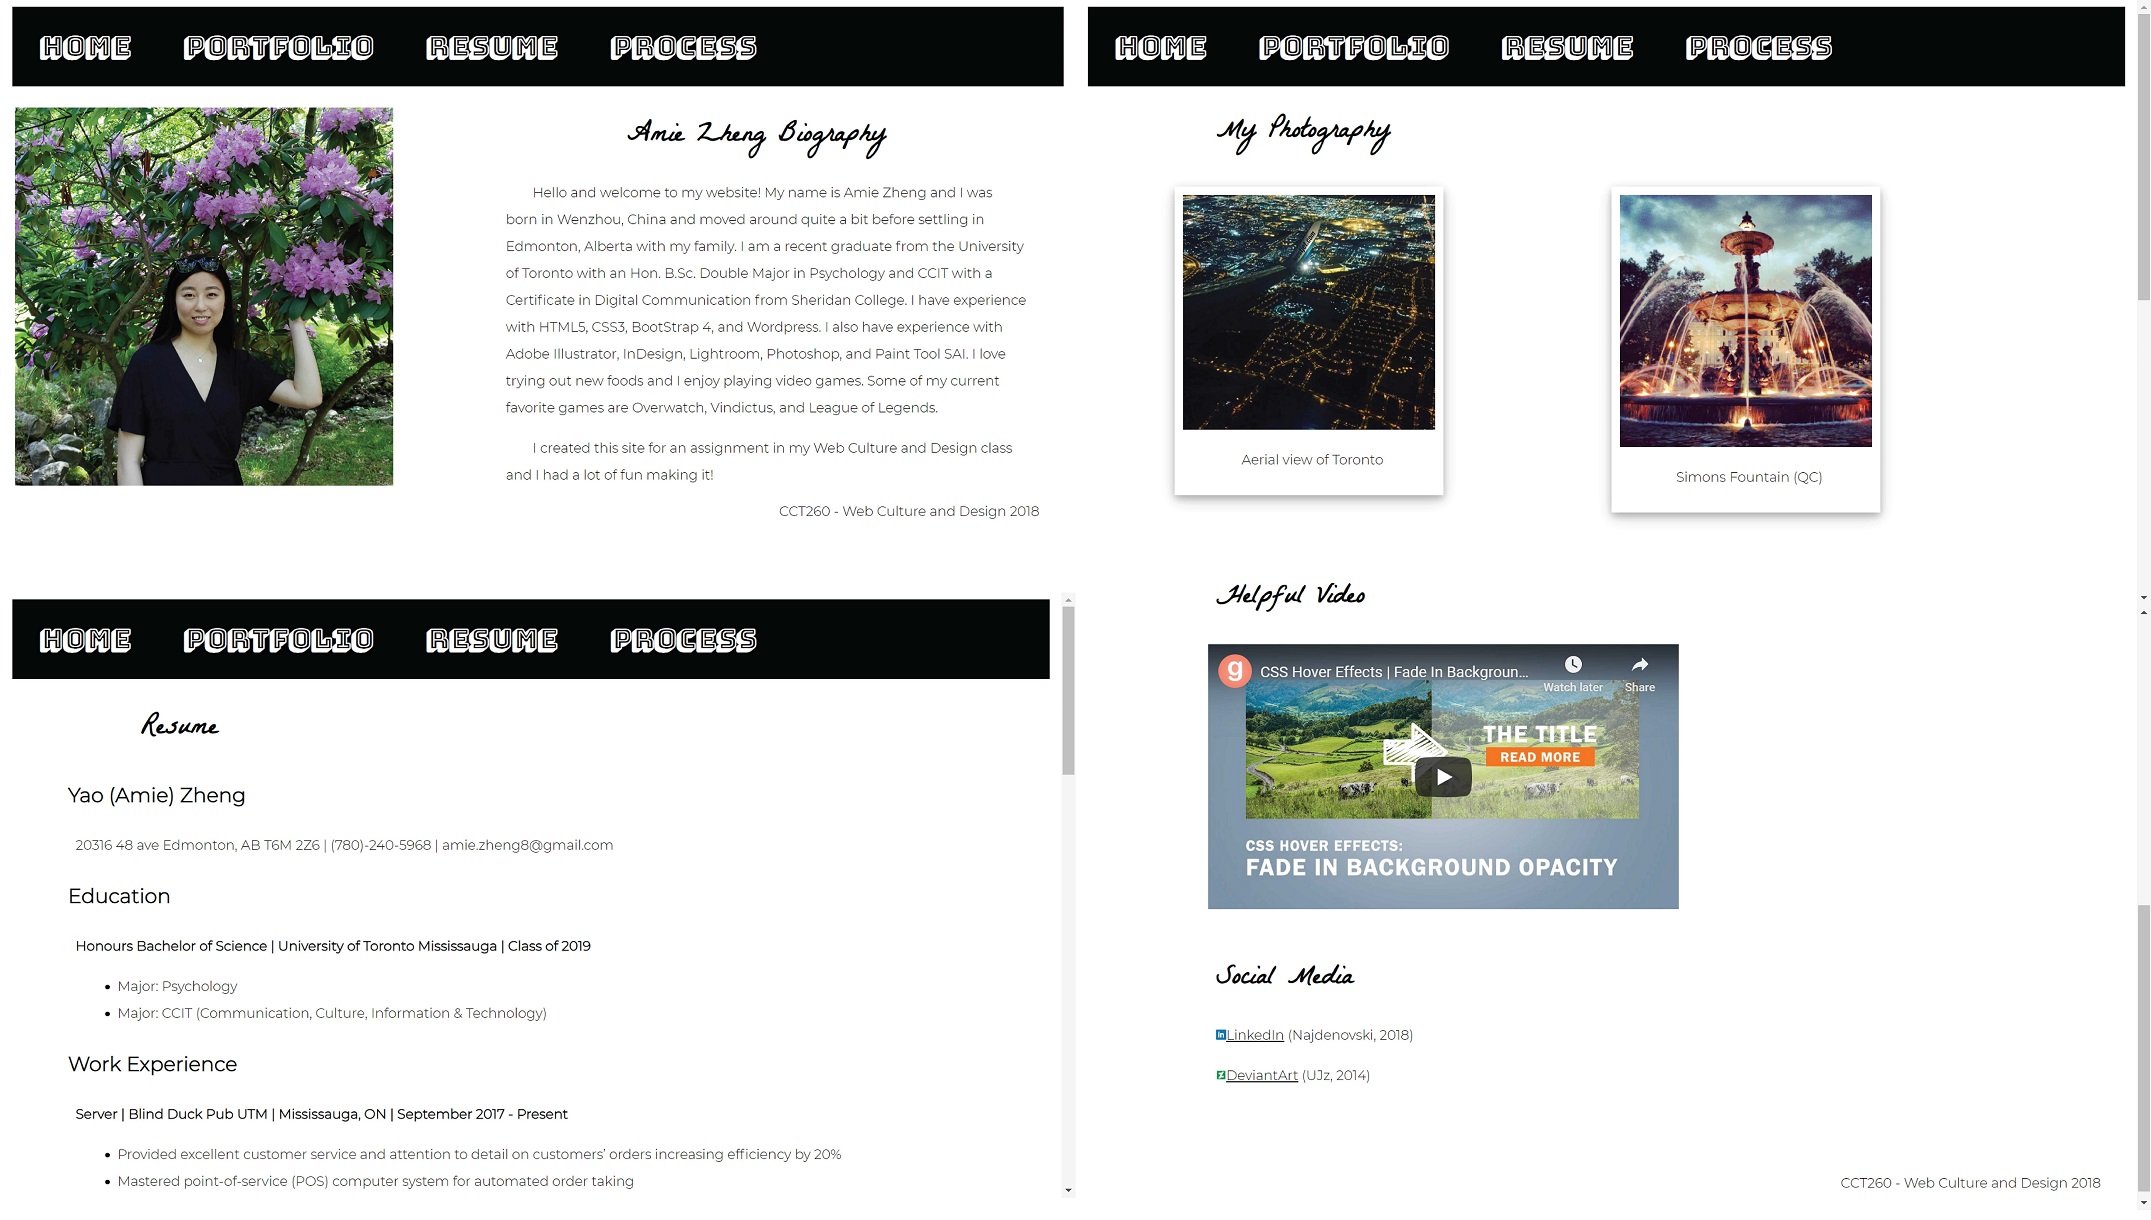 HOME PORTFOLIO RESUME PROCESS
Amie Zheng Biography
Hello and welcome to my website! My name is Amie Zheng and I was
born in Wenzhou, China and moved around quite a bit before settling in
Edmonton, Alberta with my family. I am a recent graduate from the University
of Toronto with an Hon. B.Sc. Double Major in Psychology and CCIT with a
Certificate in Digital Communication from Sheridan College. I have experience
with HTML5, CSS3, BootStrap 4, and Wordpress. I also have experience with
Adobe Illustrator, InDesign, Lightroom, Photoshop, and Paint Tool SAI. I love
trying out new foods and I enjoy playing video games. Some of my current
favorite games are Overwatch, Vindictus, and League of Legends.
I created this site for an assignment in my Web Culture and Design class
and I had a lot of fun making it!
CCT260 - Web Culture and Design 2018
HOME PORTFOLIO RESUME PROCESS
My Photography
Aerial view of Toronto
Simons Fountain (QC)
HOME PORTFOLIO RESUME PROCESS
Resume
Yao (Amie) Zheng
20316 48 ave Edmonton, AB T6M 2Z6 | (780)-240-5968 | amie.zheng8@gmail.com
Education
Honours Bachelor of Science | University of Toronto Mississauga | Class of 2019
• Major: Psychology
• Major: CCIT (Communication, Culture, Information & Technology)
Work Experience
Server | Blind Duck Pub UTM | Mississauga, ON | September 2017 - Present
• Provided excellent customer service and attention to detail on customers' orders increasing efficiency by 20%
• Mastered point-of-service (POS) computer system for automated order taking
Helpful Video
g CSS Hover Effects | Fade In Backgroun...
Watch later Share
THE TITLE
READ MORE
CSS HOVER EFFECTS:
FADE IN BACKGROUND OPACITY
Social Media
in LinkedIn (Najdenovski, 2018)
DeviantArt (UJz, 2014)
CCT260 - Web Culture and Design 2018